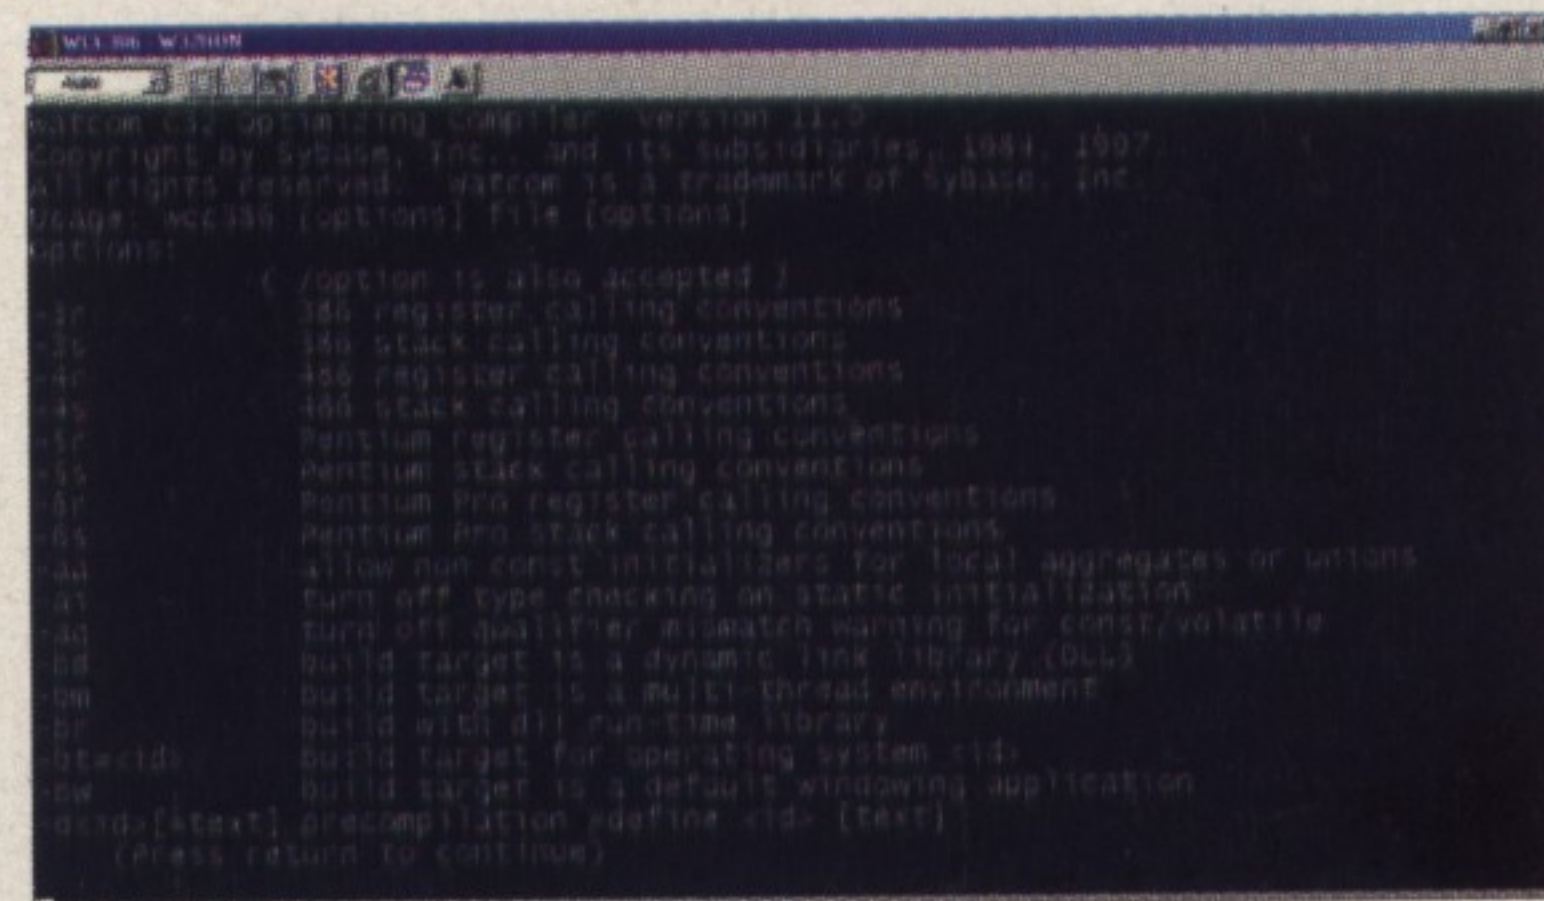 Auto
Watcom C32 Optimizing Compiler Version 11.0
Copyright by Sybase, Inc., and its subsidiaries, 1984, 1997.
All rights reserved. Watcom is a trademark of Sybase, Inc.
Usage: wcc386 [options] file [options]
Options:
( /option is also accepted )
-3r 386 register calling conventions
-3s 386 stack calling conventions
-4r 486 register calling conventions
-4s 486 stack calling conventions
-5r Pentium register calling conventions
-5s Pentium stack calling conventions
-6r Pentium Pro register calling conventions
-6s Pentium Pro stack calling conventions
-aa allow non const initializers for local aggregates or unions
-ai turn off type checking on static initialization
-aq turn off qualifier mismatch warning for const/volatile
-bd build target is a dynamic link library (DLL)
-bm build target is a multi-thread environment
-br build with dll run-time library
-bt=<id> build target for operating system <id>
-bw build target is a default windowing application
-d<id>[=text] precompilation #define <id> [text]
(Press return to continue)